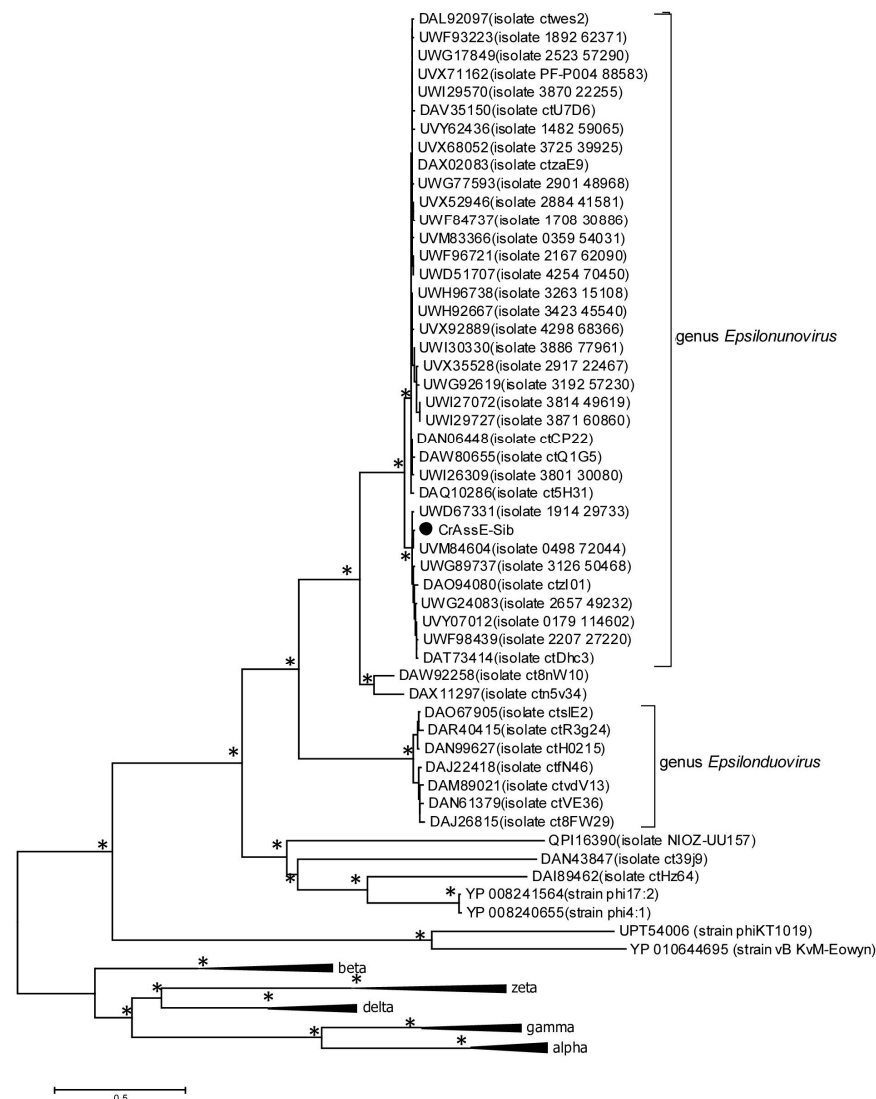 DAL92097(isolate ctwes2)
UWF93223(isolate 1892 62371)
UWG17849(isolate 2523 57290)
UVX71162(isolate PF-P004 88583)
UWI29570(isolate 3870 22255)
DAV35150(isolate ctU7D6)
UVY62436(isolate 1482 59065)
UVX68052(isolate 3725 39925)
DAX02083(isolate ctzaE9)
UWG77593(isolate 2901 48968)
UVX52946(isolate 2884 41581)
UWF84737(isolate 1708 30886)
UVM83366(isolate 0359 54031)
UWF96721(isolate 2167 62090)
UWD51707(isolate 4254 70450)
UWH96738(isolate 3263 15108)
UWH92667(isolate 3423 45540)
UVX92889(isolate 4298 68366)
genus Epsilonunovirus
UWI30330(isolate 3886 77961)
UVX35528(isolate 2917 22467)
UWG92619(isolate 3192 57230)
UWI27072(isolate 3814 49619)
UWI29727(isolate 3871 60860)
DAN06448(isolate ctCP22)
DAW80655(isolate ctQ1G5)
UWI26309(isolate 3801 30080)
DAQ10286(isolate ct5H31)
UWD67331(isolate 1914 29733)
CrAssE-Sib
UVM84604(isolate 0498 72044)
UWG89737(isolate 3126 50468)
DAO94080(isolate ctzI01)
UWG24083(isolate 2657 49232)
UVY07012(isolate 0179 114602)
UWF98439(isolate 2207 27220)
DAT73414(isolate ctDhc3)
DAW92258(isolate ct8nW10)
DAX11297(isolate ctn5v34)
DAO67905(isolate ctsIE2)
DAR40415(isolate ctR3g24)
DAN99627(isolate ctH0215)
genus Epsilonduovirus
DAJ22418(isolate ctfN46)
DAM89021(isolate ctvdV13)
DAN61379(isolate ctVE36)
DAJ26815(isolate ct8FW29)
QPI16390(isolate NIOZ-UU157)
DAN43847(isolate ct39j9)
DAI89462(isolate ctHz64)
YP 008241564(strain phi17:2)
YP 008240655(strain phi4:1)
UPT54006 (strain phiKT1019)
YP 010644695 (strain vB KvM-Eowyn)
beta
zeta
delta
gamma
alpha
0.5